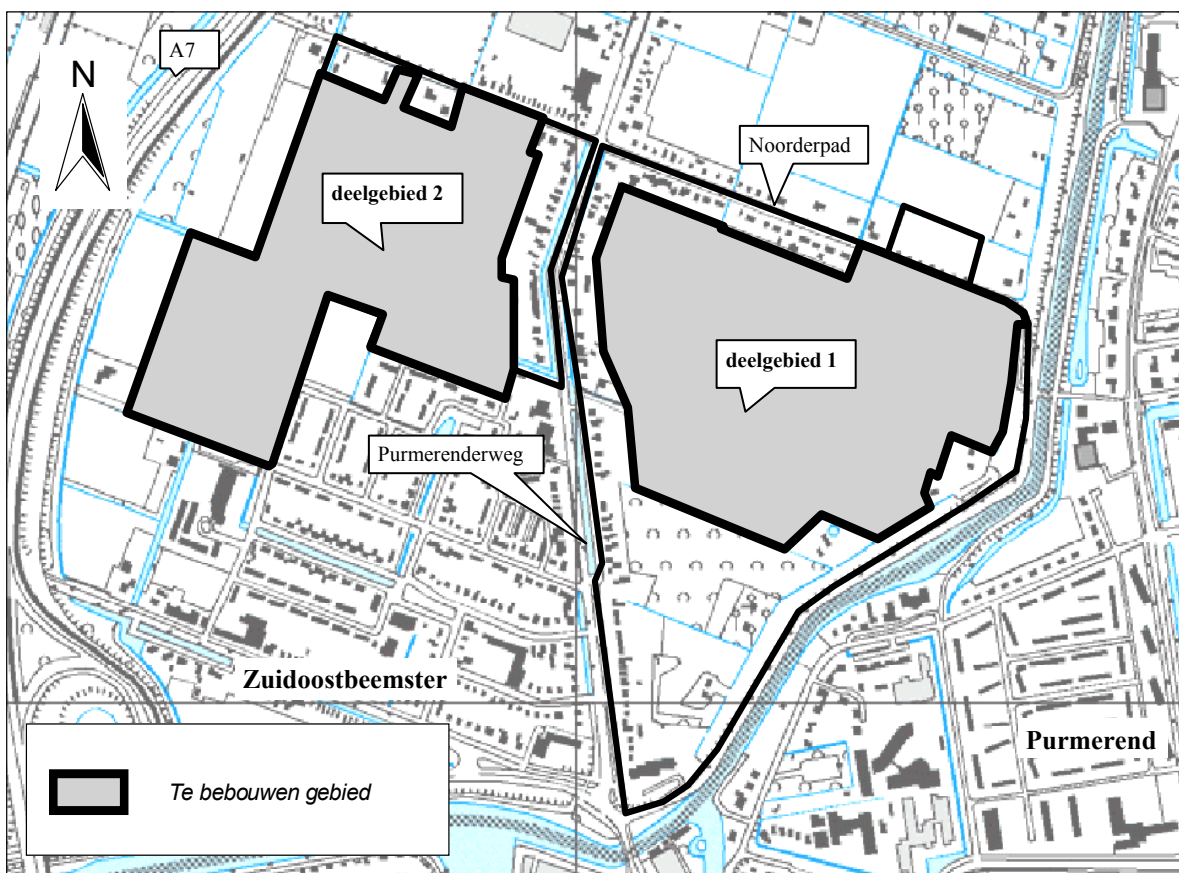 A7
N
Noorderpad
deelgebied 2
deelgebied 1
Purmerenderweg
Zuidoostbeemster
Purmerend
Te bebouwen gebied